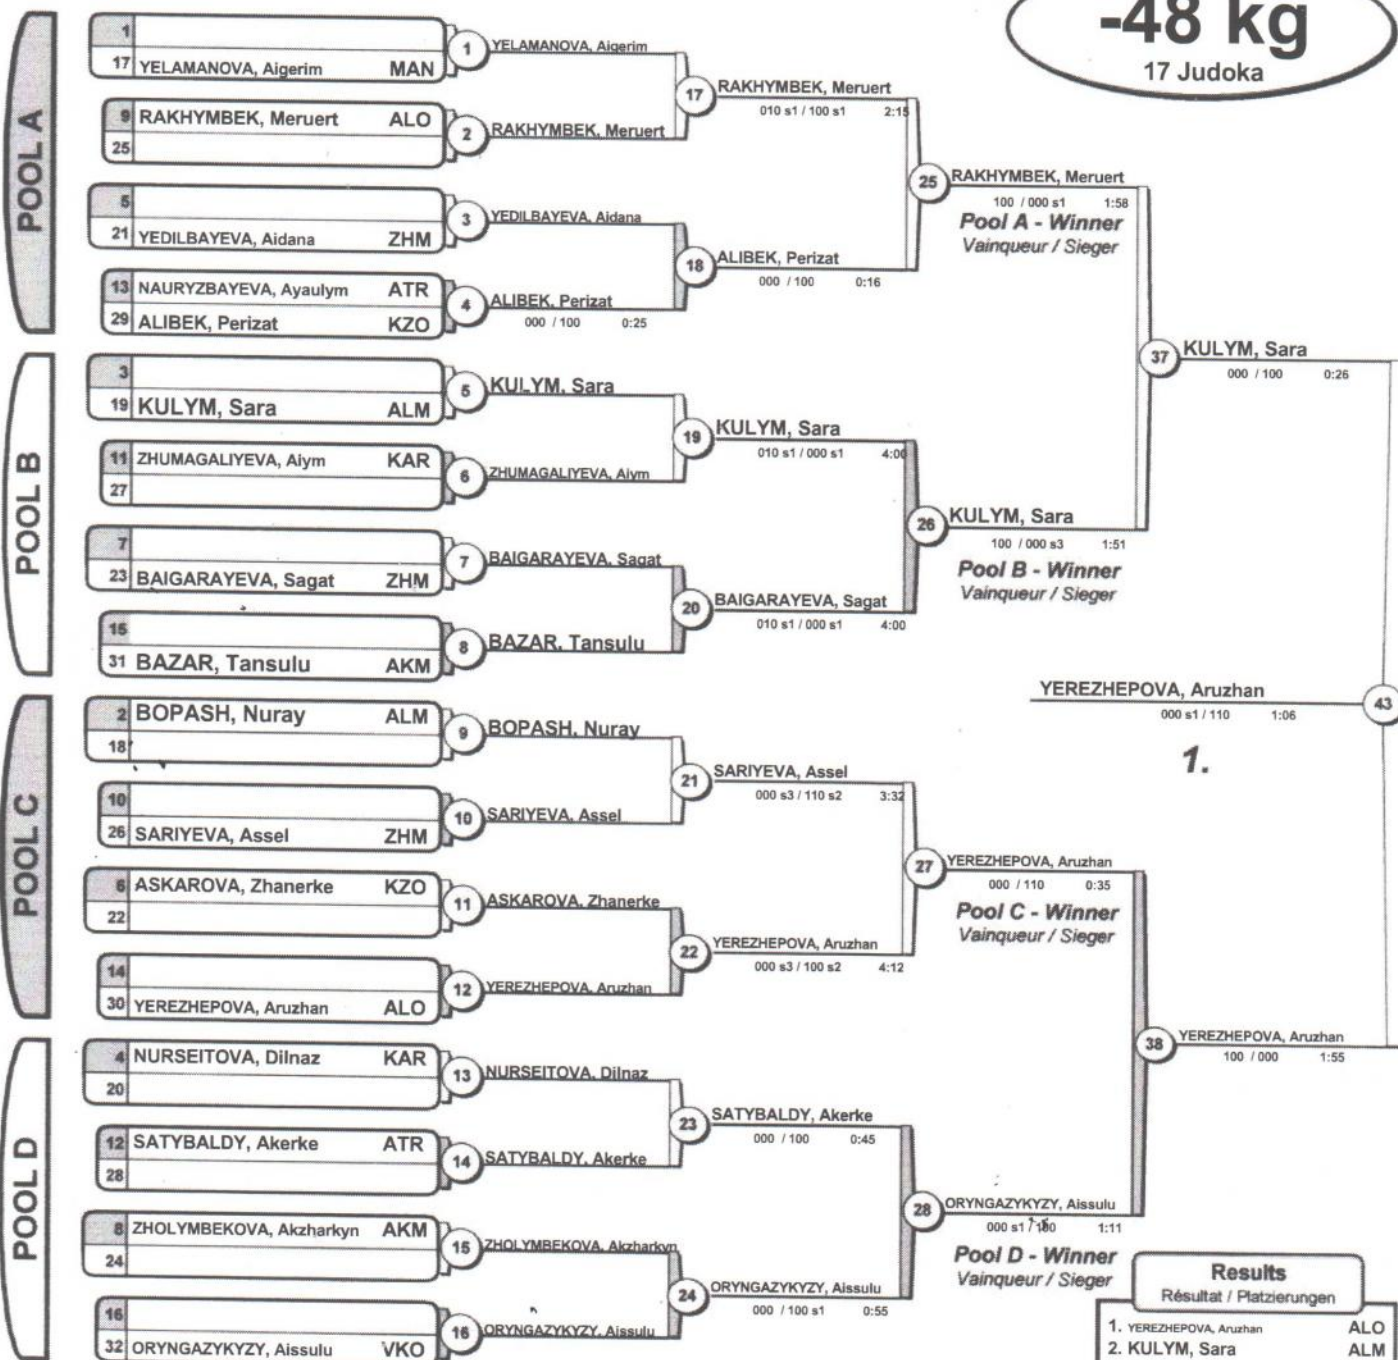 -48 kg
17 Judoka
POOL A
1
17 YELAMANOVA, Aigerim MAN
9 RAKHYMBEK, Meruert ALO
25
5
21 YEDILBAYEVA, Aidana ZHM
13 NAURYZBAYEVA, Ayaulym ATR
29 ALIBEK, Perizat KZO
1 YELAMANOVA, Aigerim
2 RAKHYMBEK, Meruert
3 YEDILBAYEVA, Aidana
4 ALIBEK, Perizat
000 / 100 0:25
17 RAKHYMBEK, Meruert
010 s1 / 100 s1 2:15
18 ALIBEK, Perizat
000 / 100 0:16
25 RAKHYMBEK, Meruert
100 / 000 s1 1:58
Pool A - Winner
Vainqueur / Sieger
POOL B
3
19 KULYM, Sara ALM
11 ZHUMAGALIYEVA, Aiym KAR
27
7
23 BAIGARAYEVA, Sagat ZHM
15
31 BAZAR, Tansulu AKM
5 KULYM, Sara
6 ZHUMAGALIYEVA, Aiym
7 BAIGARAYEVA, Sagat
8 BAZAR, Tansulu
19 KULYM, Sara
010 s1 / 000 s1 4:00
20 BAIGARAYEVA, Sagat
010 s1 / 000 s1 4:00
26 KULYM, Sara
100 / 000 s3 1:51
Pool B - Winner
Vainqueur / Sieger
37 KULYM, Sara
000 / 100 0:26
YEREZHEPOVA, Aruzhan 43
000 s1 / 110 1:06
1.
POOL C
2 BOPASH, Nuray ALM
18
10
26 SARIYEVA, Assel ZHM
6 ASKAROVA, Zhanerke KZO
22
14
30 YEREZHEPOVA, Aruzhan ALO
9 BOPASH, Nuray
10 SARIYEVA, Assel
11 ASKAROVA, Zhanerke
12 YEREZHEPOVA, Aruzhan
21 SARIYEVA, Assel
000 s3 / 110 s2 3:32
22 YEREZHEPOVA, Aruzhan
000 s3 / 100 s2 4:12
27 YEREZHEPOVA, Aruzhan
000 / 110 0:35
Pool C - Winner
Vainqueur / Sieger
POOL D
4 NURSEITOVA, Dilnaz KAR
20
12 SATYBALDY, Akerke ATR
28
8 ZHOLYMBEKOVA, Akzharkyn AKM
24
16
32 ORYNGAZYKYZY, Aissulu VKO
13 NURSEITOVA, Dilnaz
14 SATYBALDY, Akerke
15 ZHOLYMBEKOVA, Akzharkyn
16 ORYNGAZYKYZY, Aissulu
23 SATYBALDY, Akerke
000 / 100 0:45
24 ORYNGAZYKYZY, Aissulu
000 / 100 s1 0:55
28 ORYNGAZYKYZY, Aissulu
000 s1 / 100 1:11
Pool D - Winner
Vainqueur / Sieger
38 YEREZHEPOVA, Aruzhan
100 / 000 1:55
Results
Résultat / Platzierungen
1. YEREZHEPOVA, Aruzhan ALO
2. KULYM, Sara ALM